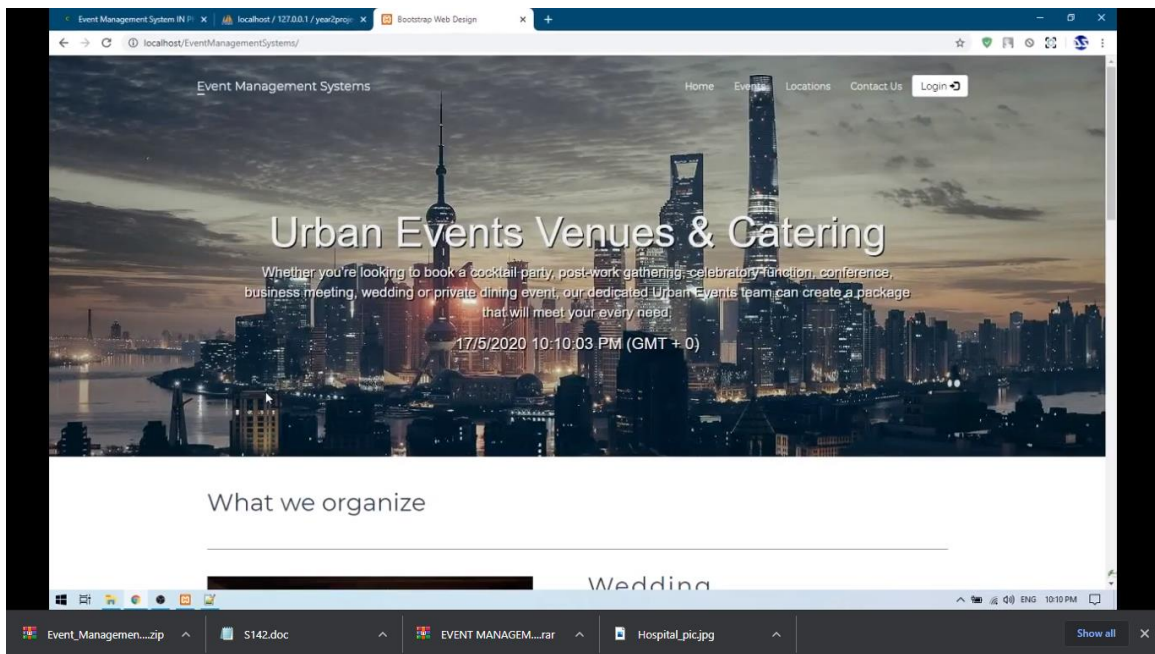 Event Management System IN P
localhost / 127.0.0.1 / year2proje
Bootstrap Web Design
localhost/EventManagementSystems/
Event Management Systems
Home Events Locations Contact Us Login
Urban Events Venues & Catering
Whether you're looking to book a cocktail party, post-work gathering, celebratory function, conference,
business meeting, wedding or private dining event, our dedicated Urban Events team can create a package
that will meet your every need
17/5/2020 10:10:03 PM (GMT + 0)
What we organize
Wedding
ENG 10:10 PM
Event_Managemen....zip
S142.doc
EVENT MANAGEM....rar
Hospital_pic.jpg
Show all